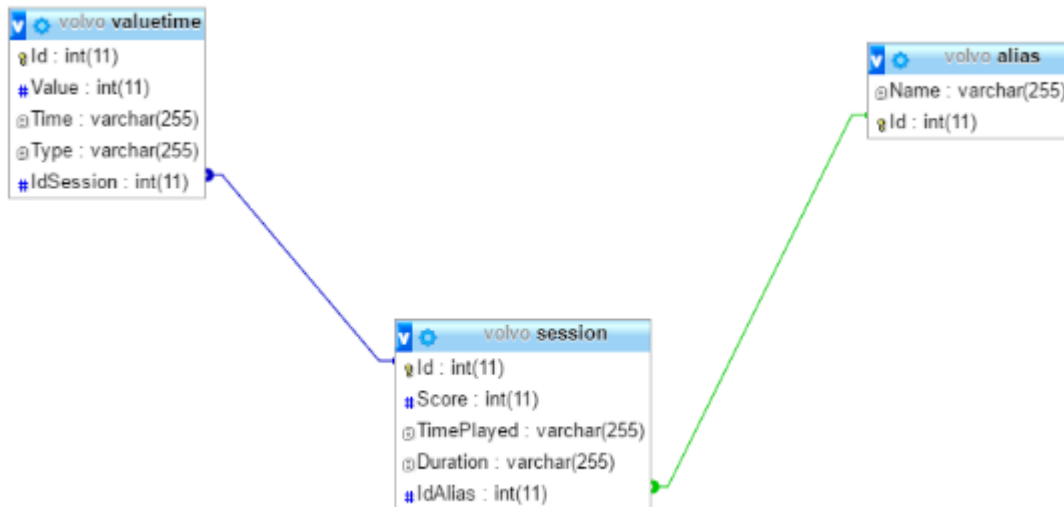 volvo valuetime
Id : int(11)
Value : int(11)
Time : varchar(255)
Type : varchar(255)
IdSession : int(11)
volvo alias
Name : varchar(255)
Id : int(11)
volvo session
Id : int(11)
Score : int(11)
TimePlayed : varchar(255)
Duration : varchar(255)
IdAlias : int(11)